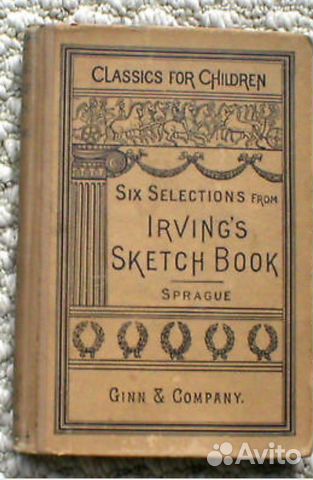 CLASSICS FOR CHILDREN
SIX SELECTIONS FROM
IRVING'S
SKETCH BOOK
SPRAGUE
GINN & COMPANY.
Avito